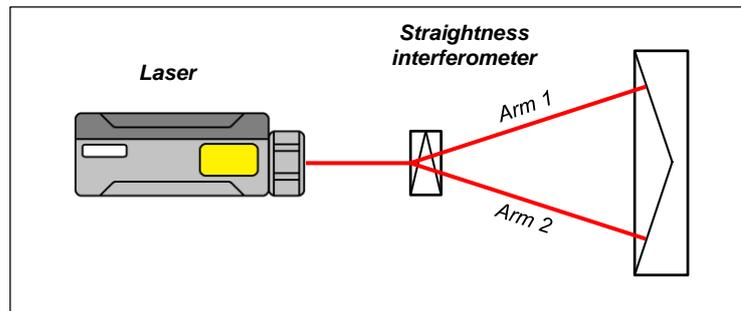 Straightness
interferometer
Laser
Arm 1
Arm 2